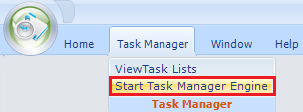 Home Task Manager Window Help
ViewTask Lists
Start Task Manager Engine
Task Manager